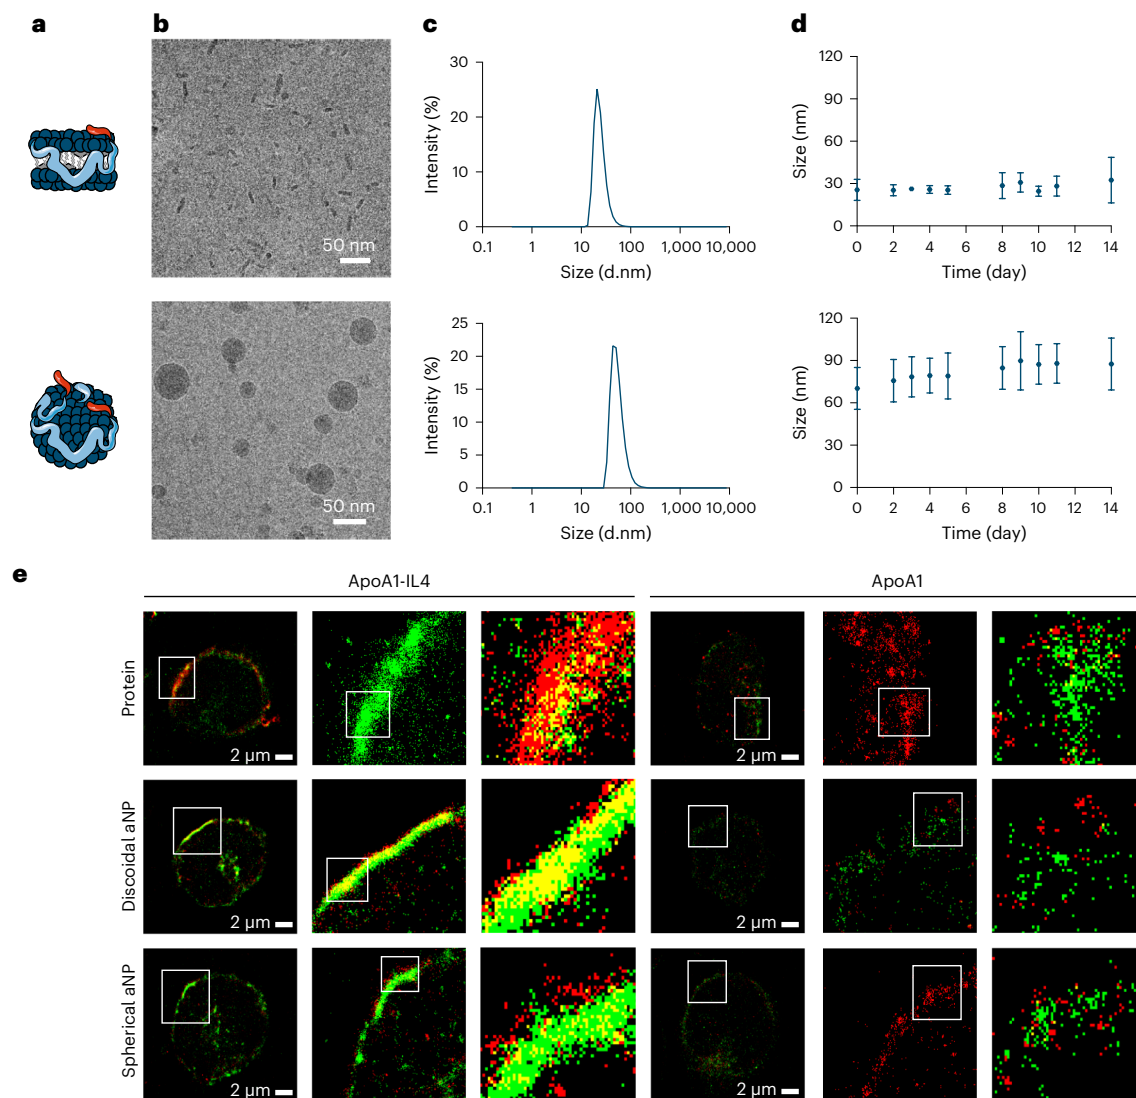 a
b
c
d
50 nm
Intensity (%)
30
20
10
0
0.1 1 10 100 1,000 10,000
Size (d.nm)
Size (nm)
120
90
60
30
0
0 2 4 6 8 10 12 14
Time (day)
50 nm
Intensity (%)
25
20
15
10
5
0
0.1 1 10 100 1,000 10,000
Size (d.nm)
Size (nm)
120
90
60
30
0
0 2 4 6 8 10 12 14
Time (day)
e
ApoA1-IL4
ApoA1
Protein
2 µm
2 µm
Discoidal aNP
2 µm
2 µm
Spherical aNP
2 µm
2 µm